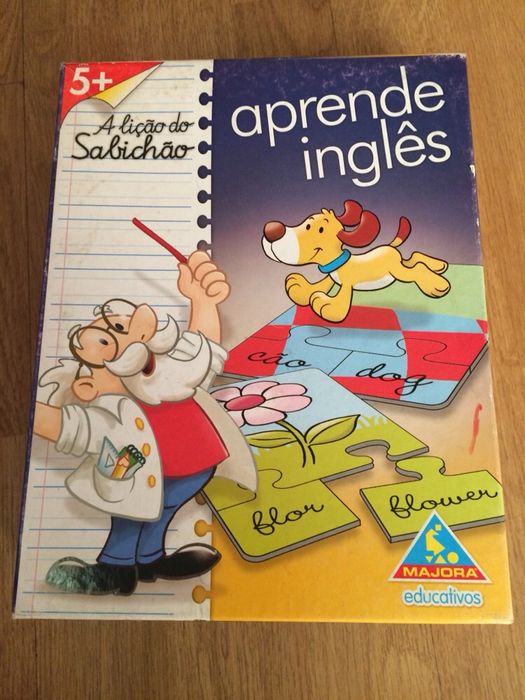 5+
A lição do
Sabichão
aprende
inglês
cão
dog
flor
flower
MAJORA
educativos